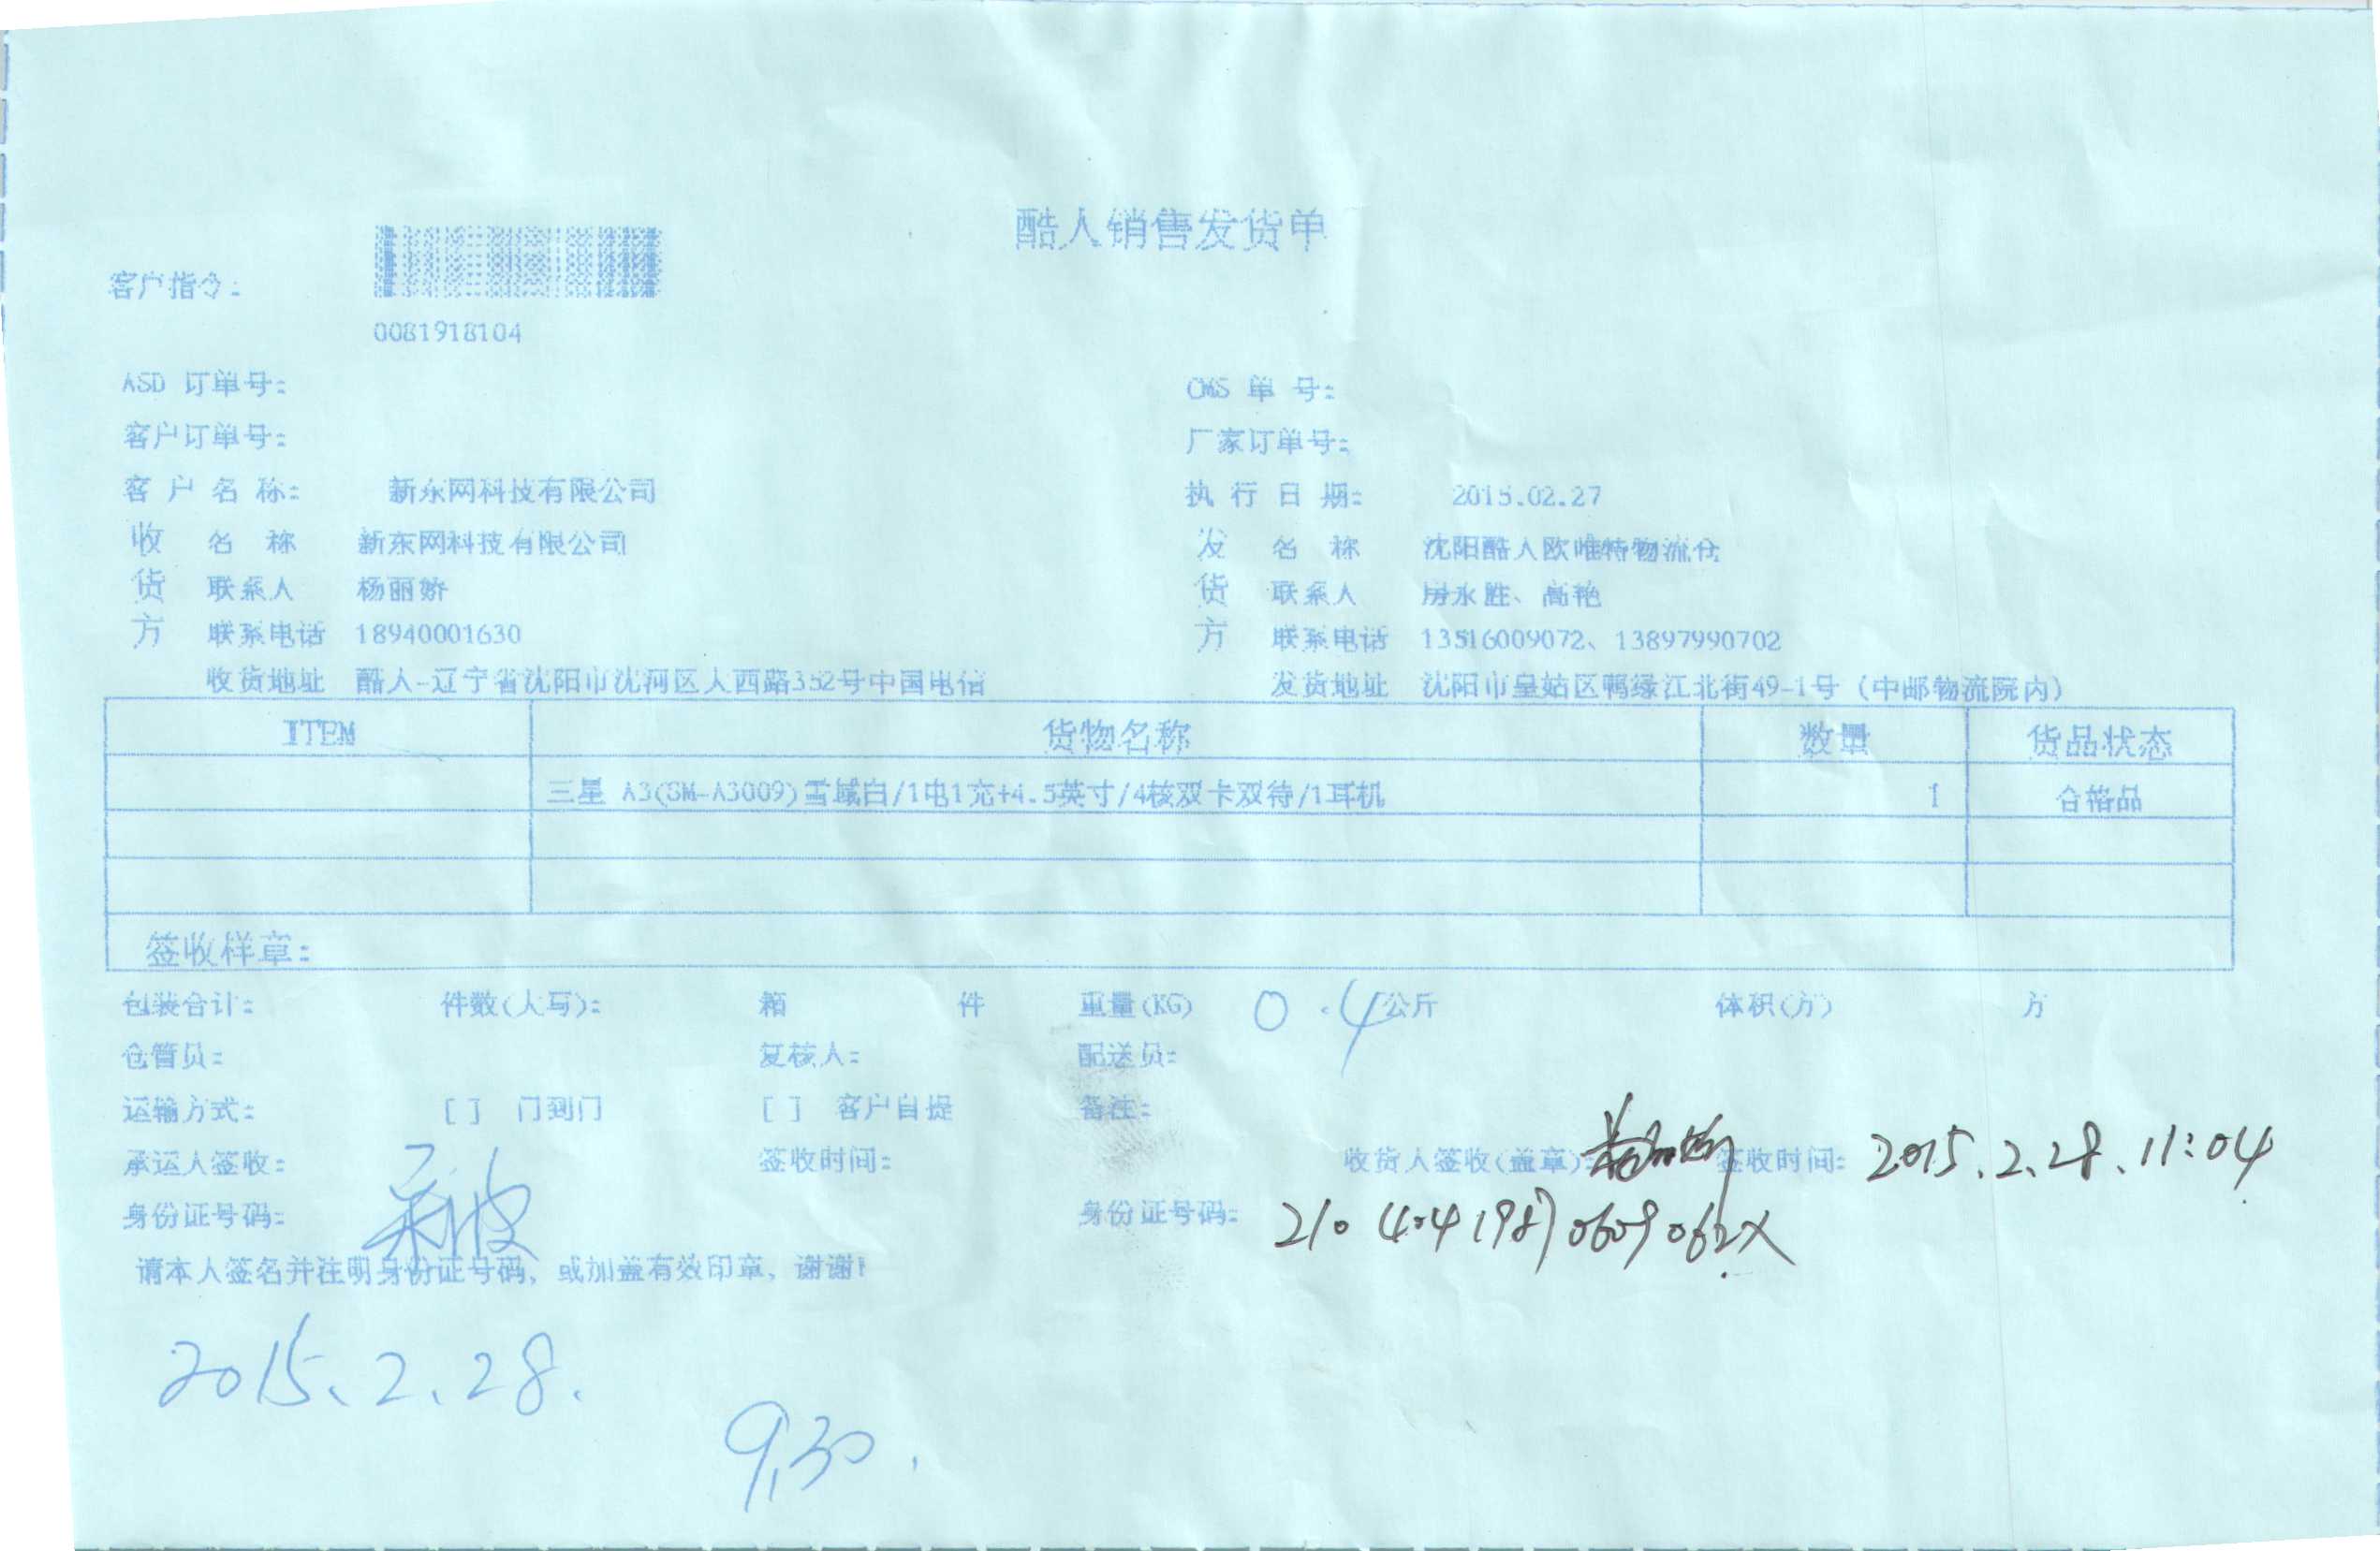 酷人销售发货单
客户指令:
0081918104
ASD 订单号: CMS 单 号:
客户订单号: 厂家订单号:
客 户 名 称: 新东网科技有限公司 执 行 日 期: 2015.02.27
收 名 称 新东网科技有限公司 发 名 称 沈阳酷人欧唯特物流仓
货 联系人 杨丽娇 货 联系人 房永胜、高艳
方 联系电话 18940001630 方 联系电话 13516009072、13897990702
收货地址 酷人-辽宁省沈阳市沈河区大西路352号中国电信 发货地址 沈阳市皇姑区鸭绿江北街49-1号(中邮物流院内)
ITEM 货物名称 数量 货品状态
三星 A3(SM-A3009)雪域白/1电1充+4.5英寸/4核双卡双待/1耳机 1 合格品
签收样章:
包装合计: 件数(大写): 箱 件 重量(KG) 0.4 公斤 体积(方) 方
仓管员: 复核人: 配送员:
运输方式: [ ] 门到门 [ ] 客户自提 备注:
承运人签收: 签收时间: 收货人签收(盖章): 签收时间: 2015.2.28.11:04
身份证号码: 身份证号码: 21040419870609062X
请本人签名并注明身份证号码, 或加盖有效印章, 谢谢!
2015.2.28.
9.30.